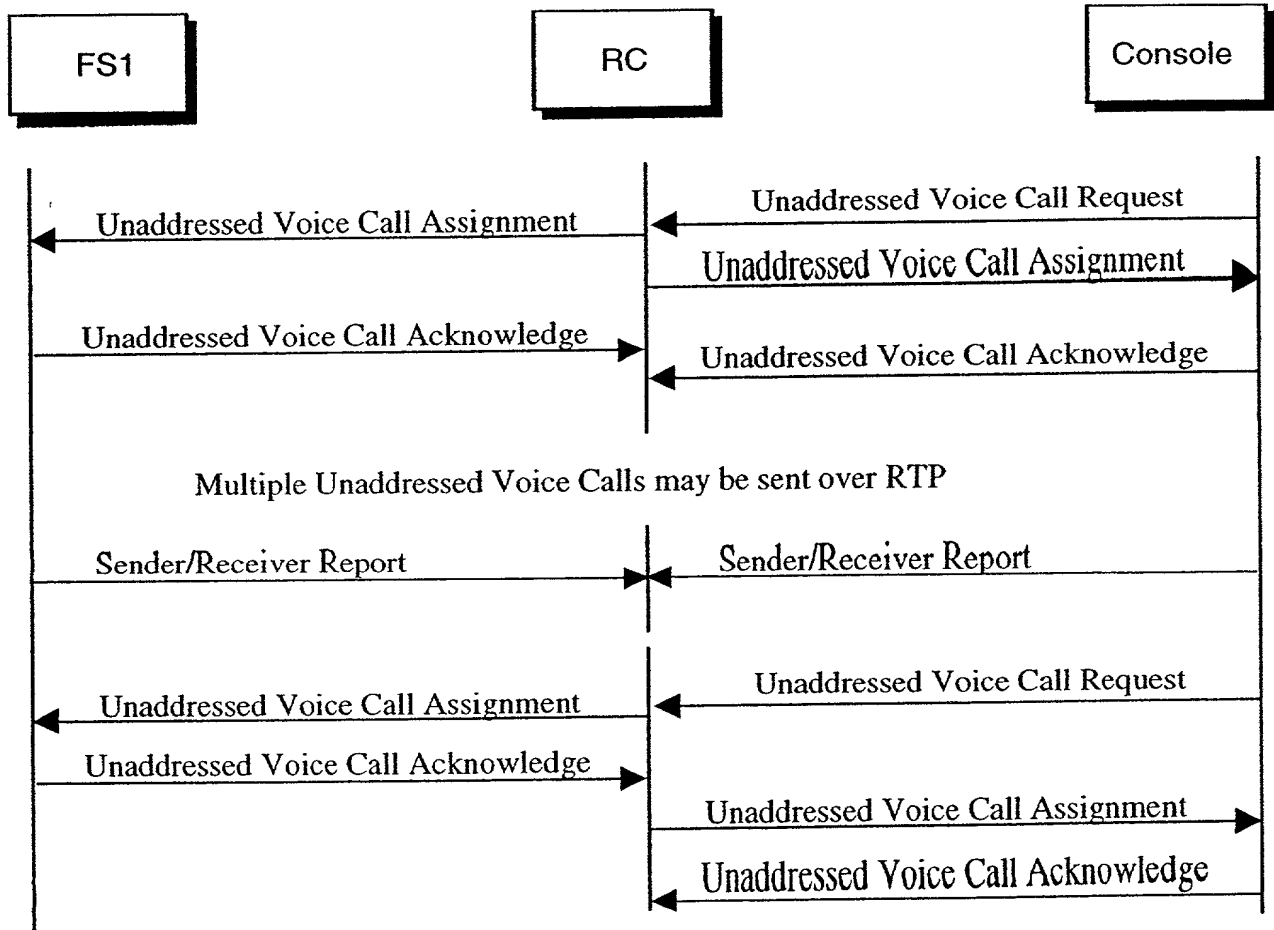 FS1
RC
Console
Unaddressed Voice Call Request
Unaddressed Voice Call Assignment
Unaddressed Voice Call Assignment
Unaddressed Voice Call Acknowledge
Unaddressed Voice Call Acknowledge
Multiple Unaddressed Voice Calls may be sent over RTP
Sender/Receiver Report
Sender/Receiver Report
Unaddressed Voice Call Request
Unaddressed Voice Call Assignment
Unaddressed Voice Call Acknowledge
Unaddressed Voice Call Assignment
Unaddressed Voice Call Acknowledge